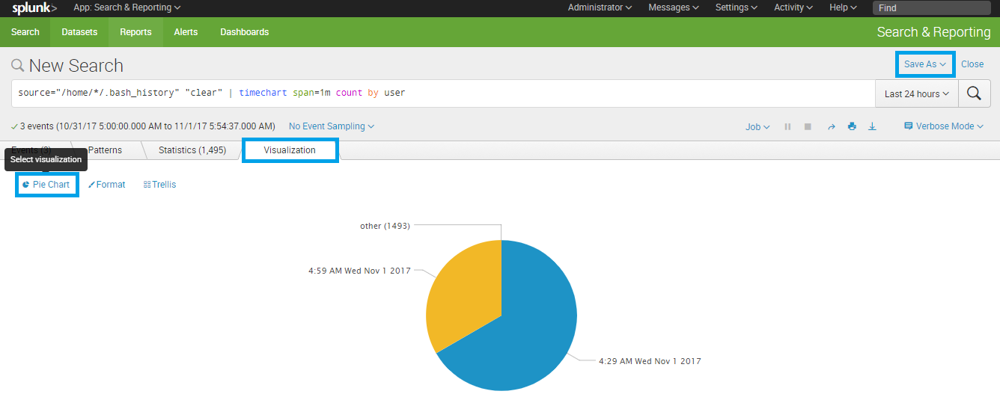 splunk> App: Search & Reporting Administrator Messages Settings Activity Help Find
Search Datasets Reports Alerts Dashboards Search & Reporting
New Search Save As Close
source="/home/*/.bash_history" "clear" | timechart span=1m count by user Last 24 hours
3 events (10/31/17 5:00:00.000 AM to 11/1/17 5:54:37.000 AM) No Event Sampling Job Verbose Mode
Events (3) Patterns Statistics (1,495) Visualization
Select visualization
Pie Chart Format Trellis
other (1493)
4:59 AM Wed Nov 1 2017
4:29 AM Wed Nov 1 2017